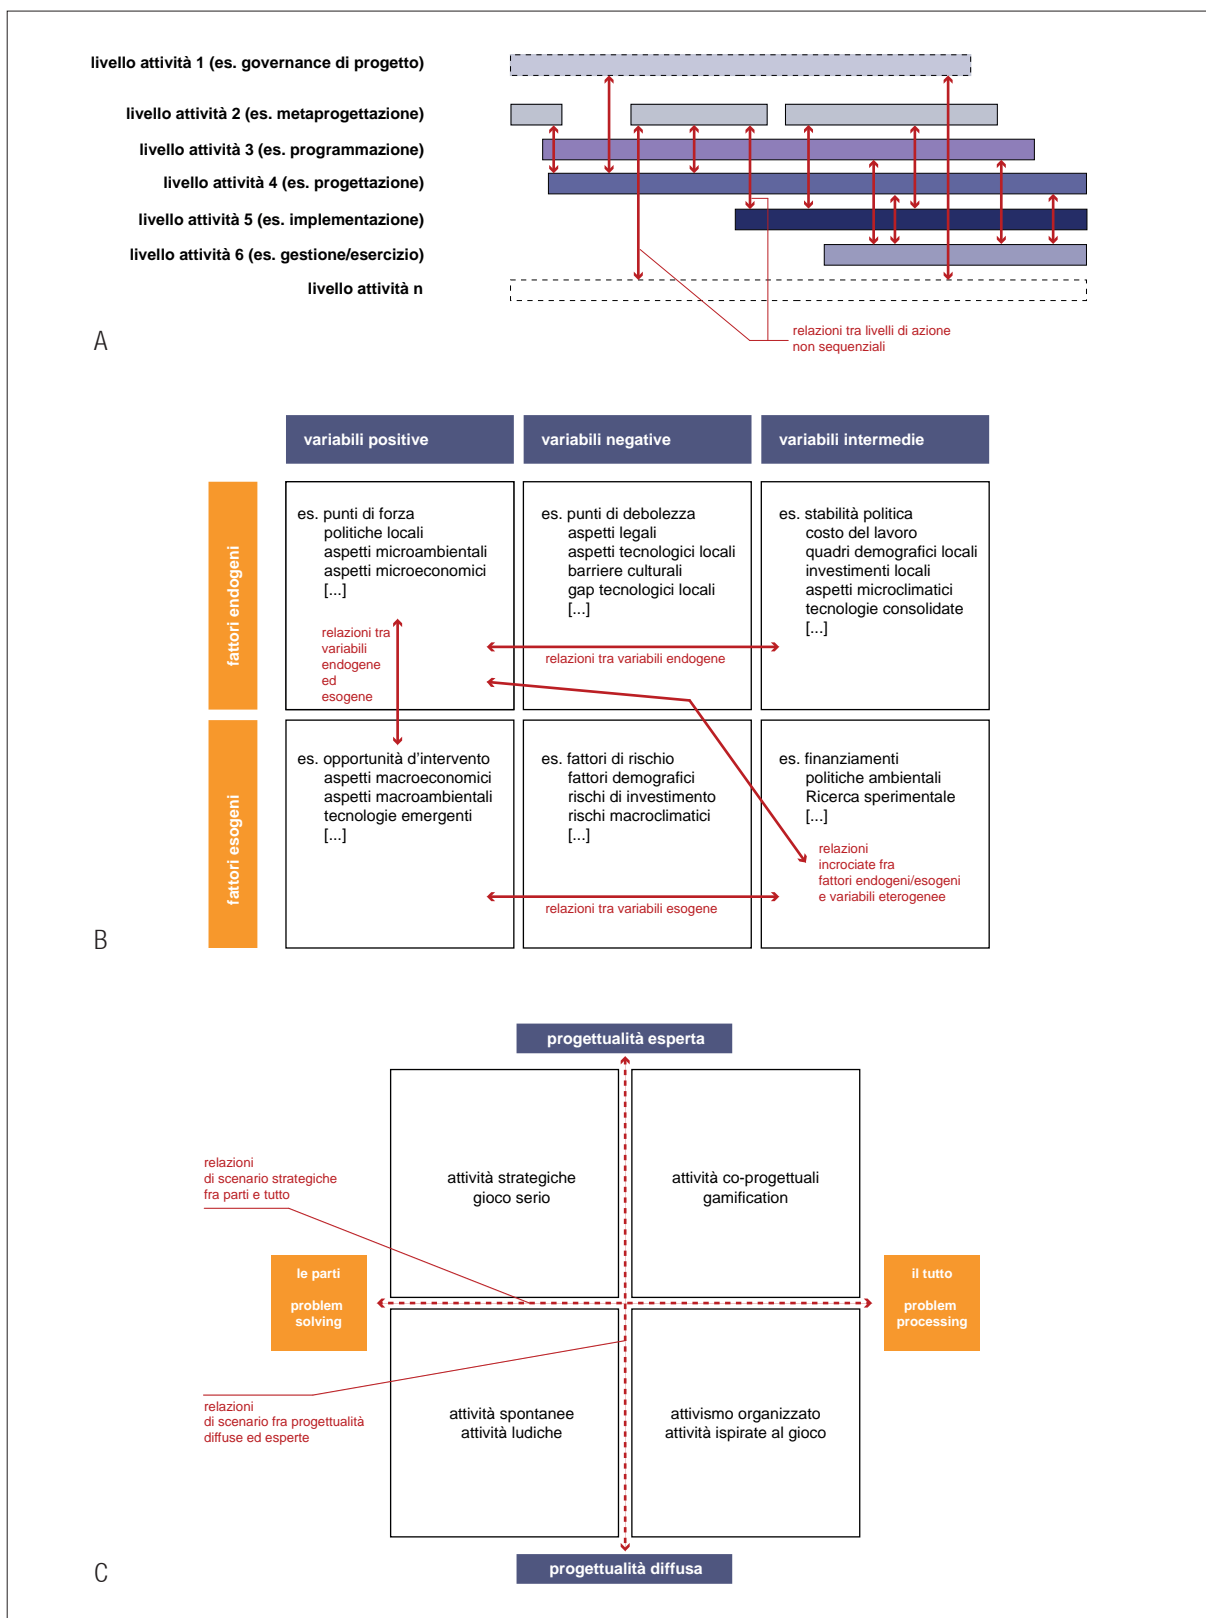 livello attività 1 (es. governance di progetto)
livello attività 2 (es. metaprogettazione)
livello attività 3 (es. programmazione)
livello attività 4 (es. progettazione)
livello attività 5 (es. implementazione)
livello attività 6 (es. gestione/esercizio)
livello attività n
relazioni tra livelli di azione
non sequenziali
A
variabili positive
variabili negative
variabili intermedie
fattori endogeni
es. punti di forza
politiche locali
aspetti microambientali
aspetti microeconomici
[...]
relazioni tra
variabili
endogene
ed
esogene
es. punti di debolezza
aspetti legali
aspetti tecnologici locali
barriere culturali
gap tecnologici locali
[...]
relazioni tra variabili endogene
es. stabilità politica
costo del lavoro
quadri demografici locali
investimenti locali
aspetti microclimatici
tecnologie consolidate
[...]
fattori esogeni
es. opportunità d'intervento
aspetti macroeconomici
aspetti macroambientali
tecnologie emergenti
[...]
es. fattori di rischio
fattori demografici
rischi di investimento
rischi macroclimatici
[...]
relazioni tra variabili esogene
es. finanziamenti
politiche ambientali
Ricerca sperimentale
[...]
relazioni
incrociate fra
fattori endogeni/esogeni
e variabili eterogenee
B
progettualità esperta
relazioni
di scenario strategiche
fra parti e tutto
attività strategiche
gioco serio
attività co-progettuali
gamification
le parti
problem
solving
il tutto
problem
processing
relazioni
di scenario fra progettualità
diffuse ed esperte
attività spontanee
attività ludiche
attivismo organizzato
attività ispirate al gioco
progettualità diffusa
C